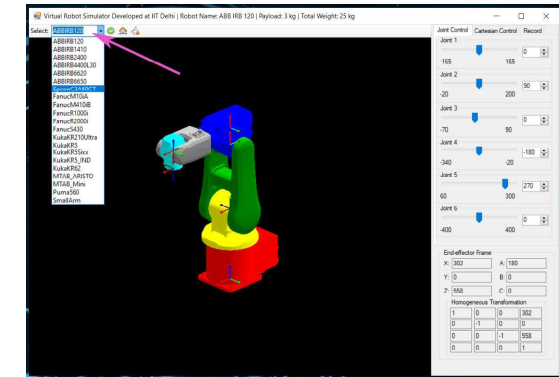 Virtual Robot Simulator Developed at IIT Delhi | Robot Name: ABB IRB 120 | Payload: 3 kg | Total Weight: 25 kg
Select: ABBIRB120
ABBIRB120
ABBIRB1410
ABBIRB2400
ABBIRB4400L30
ABBIRB6620
ABBIRB6650
FanucM10iA
FanucM410iB
FanucR1000i
FanucR2000i
FanucS430
KukaKR210Ultra
KukaKR5
KukaKR5Sixx
KukaKR5_IND
KukaKR62
MTAB_ARISTO
MTAB_Mini
Puma560
SmallArm
Joint Control Cartesian Control Record
Joint 1
0
-165 165
Joint 2
90
-20 200
Joint 3
0
-70 90
Joint 4
-180
-340 -20
Joint 5
270
60 300
Joint 6
0
-400 400
End-effector Frame
X: 302 A: 180
Y: 0 B: 0
Z: 558 C: 0
Homogeneous Transformation
1 0 0 302
0 -1 0 0
0 0 -1 558
0 0 0 1